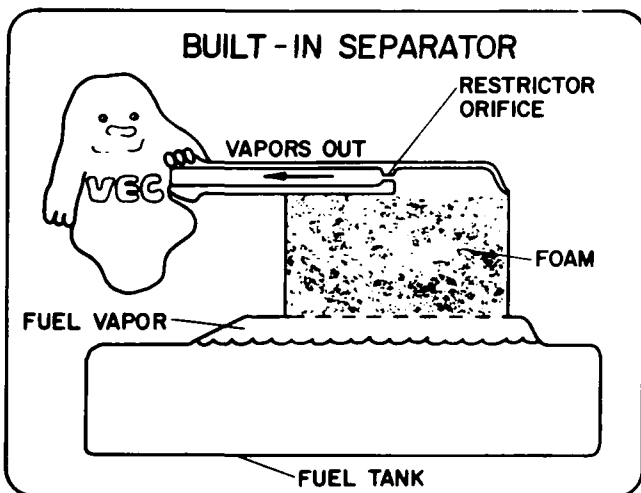 BUILT-IN SEPARATOR
RESTRICTOR
ORIFICE
VAPORS OUT
VEC
FOAM
FUEL VAPOR
FUEL TANK